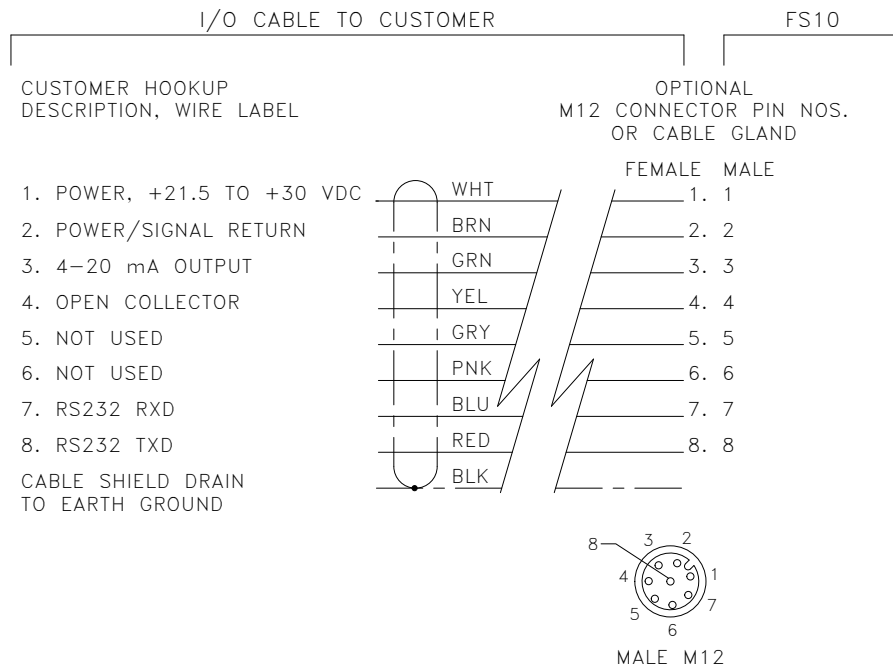 I/O CABLE TO CUSTOMER FS10
CUSTOMER HOOKUP
DESCRIPTION, WIRE LABEL
OPTIONAL
M12 CONNECTOR PIN NOS.
OR CABLE GLAND
FEMALE MALE
1. POWER, +21.5 TO +30 VDC WHT 1. 1
2. POWER/SIGNAL RETURN BRN 2. 2
3. 4–20 mA OUTPUT GRN 3. 3
4. OPEN COLLECTOR YEL 4. 4
5. NOT USED GRY 5. 5
6. NOT USED PNK 6. 6
7. RS232 RXD BLU 7. 7
8. RS232 TXD RED 8. 8
CABLE SHIELD DRAIN BLK
TO EARTH GROUND
8 3 2
4 1
5 7
6
MALE M12